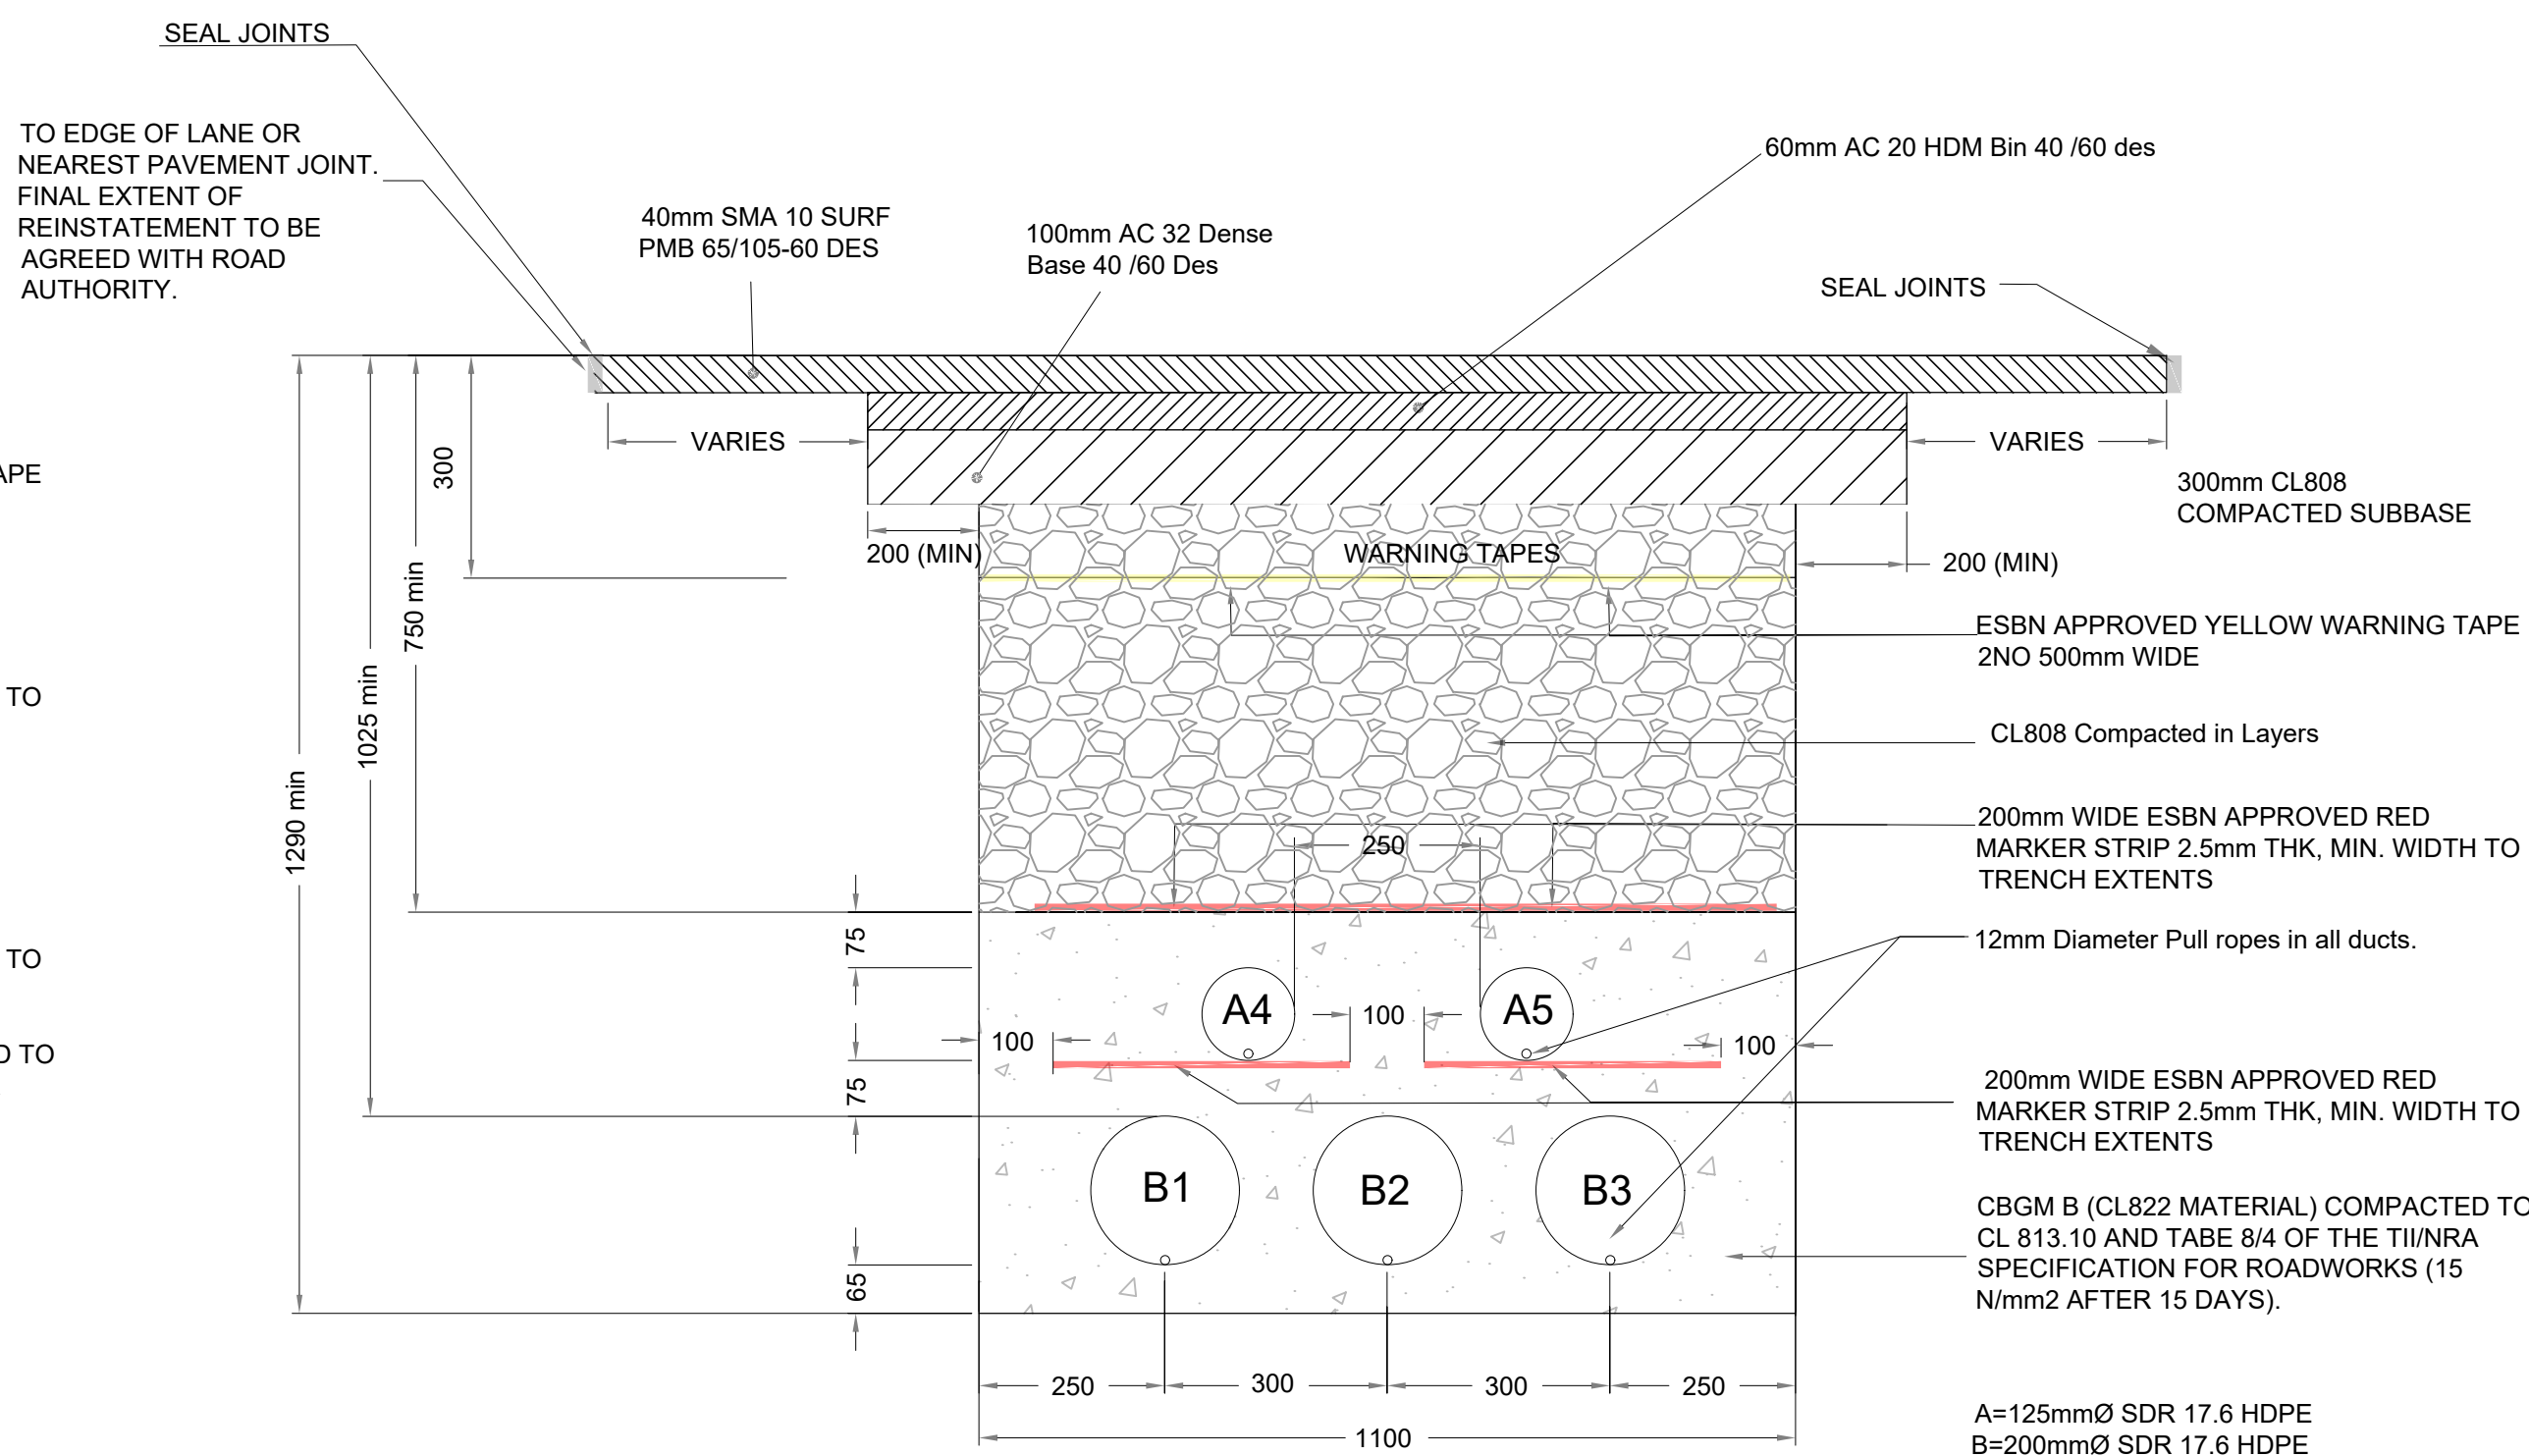 SEAL JOINTS
TO EDGE OF LANE OR
NEAREST PAVEMENT JOINT.
FINAL EXTENT OF
REINSTATEMENT TO BE
AGREED WITH ROAD
AUTHORITY.
40mm SMA 10 SURF
PMB 65/105-60 DES
100mm AC 32 Dense
Base 40 /60 Des
60mm AC 20 HDM Bin 40 /60 des
SEAL JOINTS
VARIES
VARIES
300
APE
300mm CL808
COMPACTED SUBBASE
200 (MIN)
WARNING TAPES
200 (MIN)
750 min
ESBN APPROVED YELLOW WARNING TAPE
2NO 500mm WIDE
TO
1025 min
CL808 Compacted in Layers
1290 min
200mm WIDE ESBN APPROVED RED
MARKER STRIP 2.5mm THK, MIN. WIDTH TO
TRENCH EXTENTS
250
75
12mm Diameter Pull ropes in all ducts.
TO
A4
A5
100
100
100
D TO
75
200mm WIDE ESBN APPROVED RED
MARKER STRIP 2.5mm THK, MIN. WIDTH TO
TRENCH EXTENTS
B1
B2
B3
CBGM B (CL822 MATERIAL) COMPACTED TO
CL 813.10 AND TABE 8/4 OF THE TII/NRA
SPECIFICATION FOR ROADWORKS (15
N/mm2 AFTER 15 DAYS).
65
250
300
300
250
1100
A=125mmØ SDR 17.6 HDPE
B=200mmØ SDR 17.6 HDPE